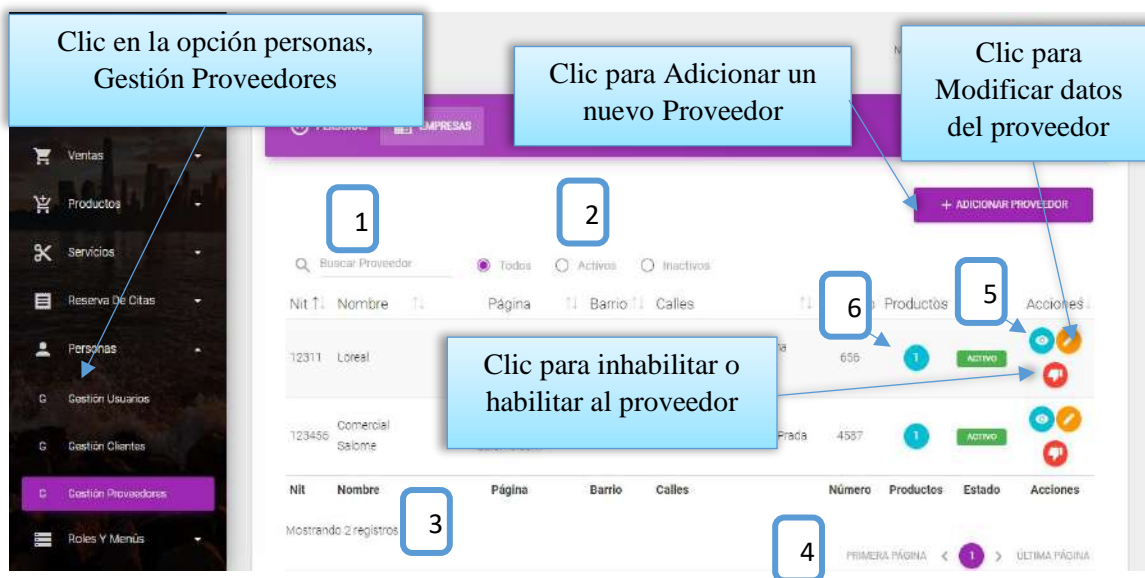 Clic en la opción personas,
Gestión Proveedores
Clic para Adicionar un
nuevo Proveedor
Clic para
Modificar datos
del proveedor
EMPRESAS
Ventas
Productos
Servicios
Reserva De Citas
Personas
G Gestión Usuarios
G Gestión Clientes
G Gestión Proveedores
Roles Y Menús
+ ADICIONAR PROVEEDOR
1
2
Buscar Proveedor
Todos
Activos
Inactivos
6
5
Nit Nombre Página Barrio Calles Productos Acciones
12311 Loreal 656 1 ACTIVO
Clic para inhabilitar o
habilitar al proveedor
123456 Comercial
Salome
Prada 4587 1 ACTIVO
Nit Nombre Página Barrio Calles Número Productos Estado Acciones
Mostrando 2 registros
3
4
PRIMERA PÁGINA < 1 > ÚLTIMA PÁGINA